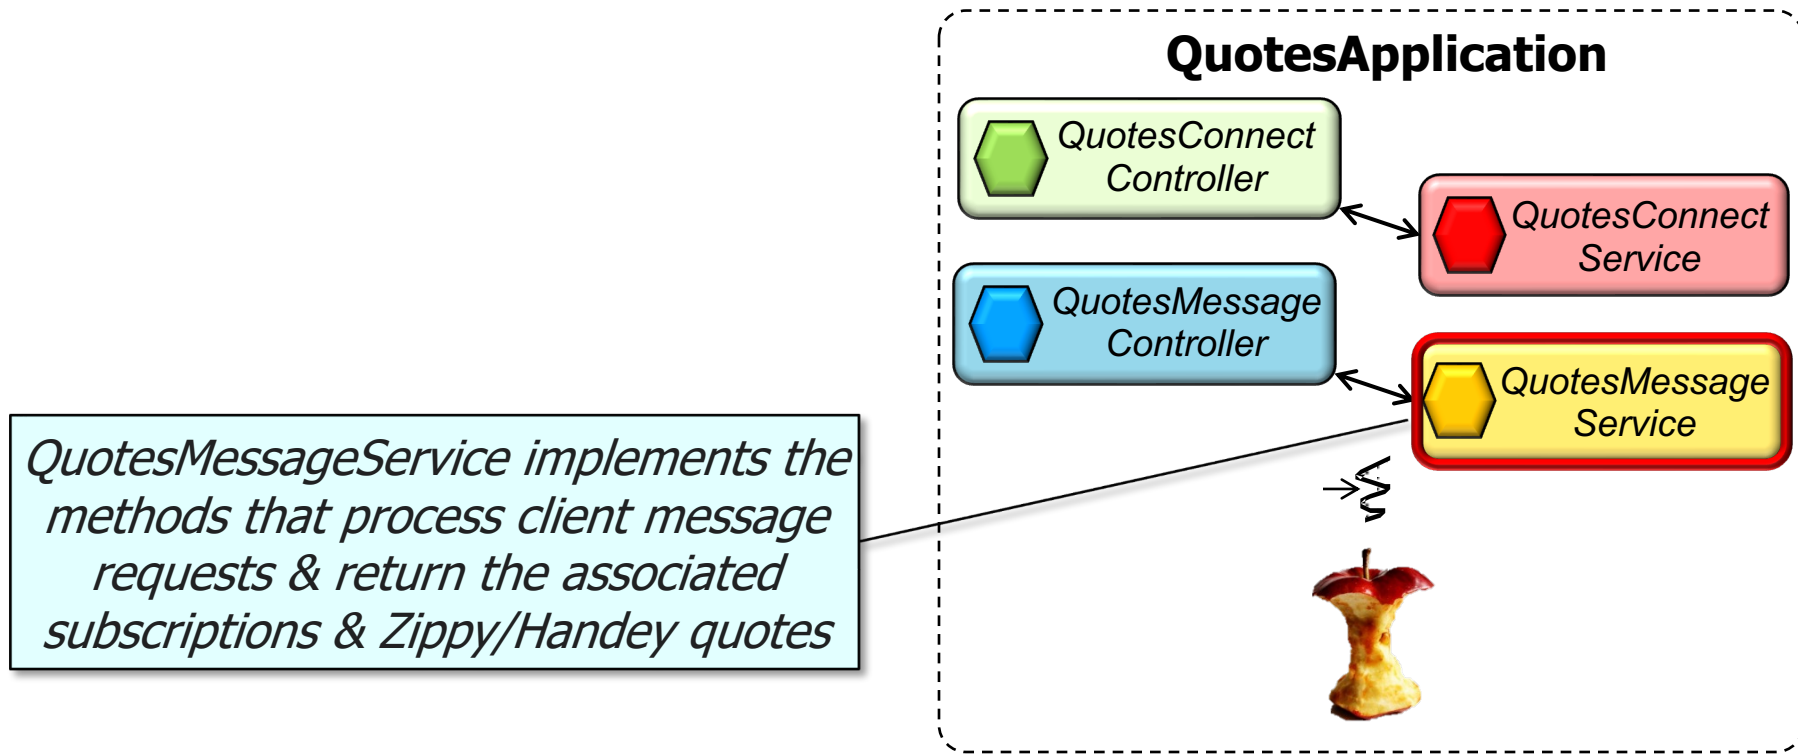 QuotesApplication
QuotesConnect
Controller
QuotesConnect
Service
QuotesMessage
Controller
QuotesMessage
Service
QuotesMessageService implements the
methods that process client message
requests & return the associated
subscriptions & Zippy/Handey quotes